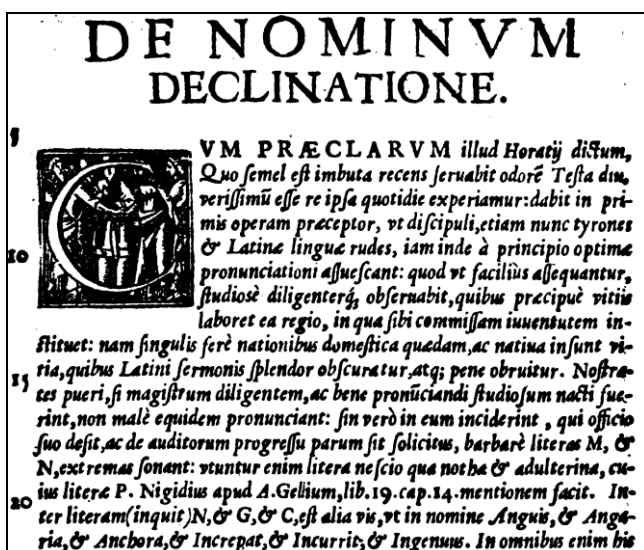 DE NOMINVM
DECLINATIONE.
5
CVM PRÆCLARVM illud Horatij dictum,
Quo semel est imbuta recens seruabit odorē Testa diu,
verissimū esse re ipsa quotidie experiamur: dabit in pri-
mis operam præceptor, vt discipuli, etiam nunc tyrones
10 & Latinæ linguæ rudes, iam inde à principio optimæ
pronunciationi assuescant: quod vt faciliùs assequantur,
studiosè diligenterq; obseruabit, quibus præcipuè vitiis
laboret ea regio, in qua sibi commissam iuuentutem in-
stituet: nam singulis ferè nationibus domestica quædam, ac natiua insunt vi-
15 tia, quibus Latini sermonis splendor obscuratur, atq; pene obruitur. Nostra-
tes pueri, si magistrum diligentem, ac bene pronūciandi studiosum nacti fue-
rint, non malè equidem pronunciant: sin verò in eum inciderint, qui officio
suo desit, ac de auditorum progressu parum sit solicitus, barbarè literas M, &
N, extremas sonant: vtuntur enim litera nescio qua notha & adulterina, cu-
20 ius literæ P. Nigidius apud A. Gellium, lib. 19. cap. 14. mentionem facit. In-
ter literam (inquit) N, & G, & C, est alia vis, vt in nomine Anguis, & Anga-
ria, & Anchora, & Increpat, & Incurrit, & Ingenuus. In omnibus enim his